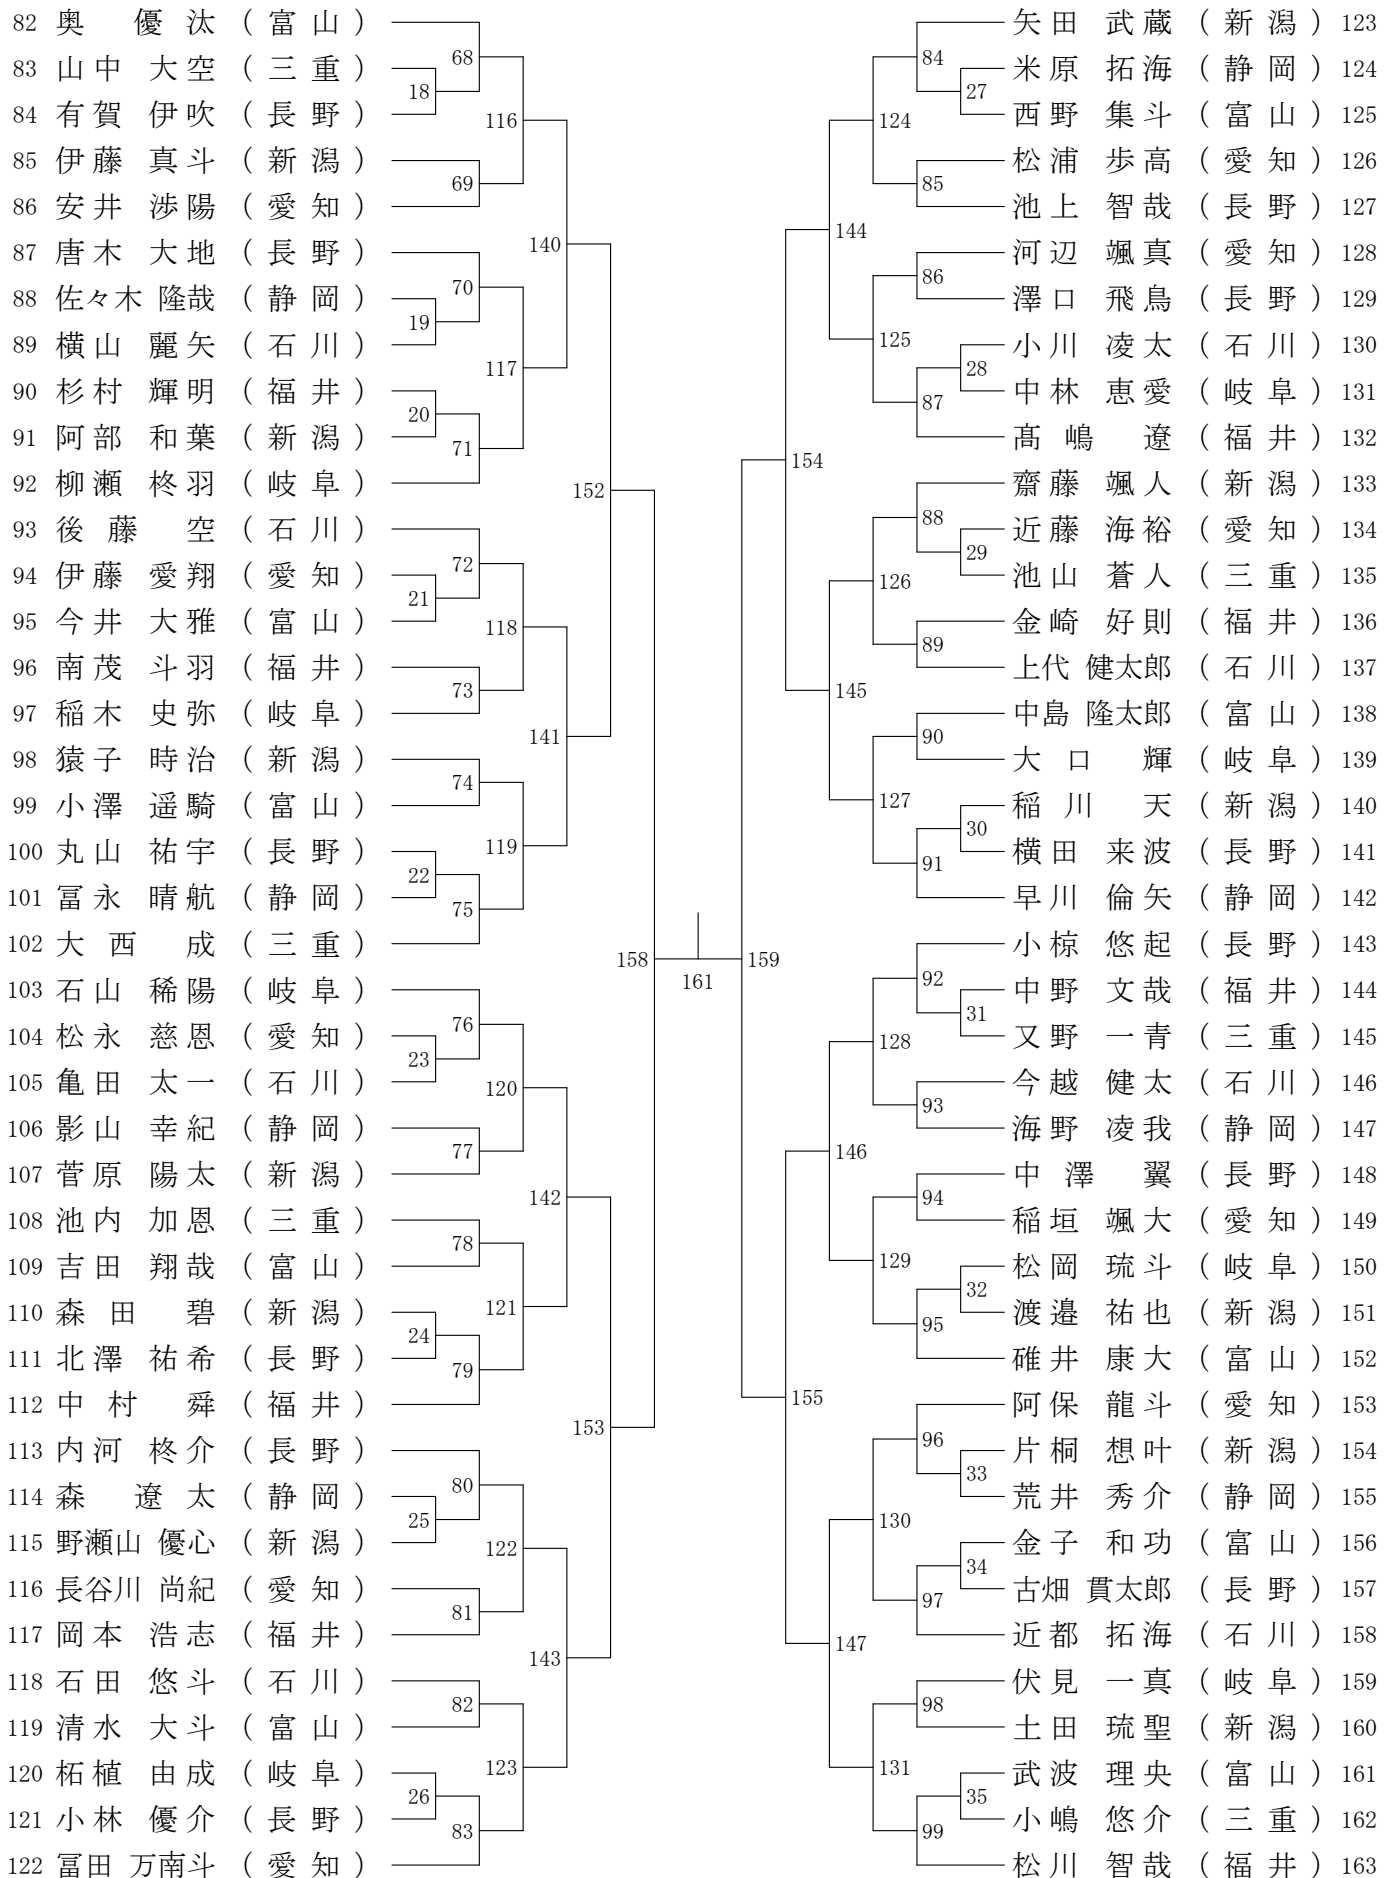 82 奥 優汰 (富山)
83 山中 大空 (三重)
84 有賀 伊吹 (長野)
85 伊藤 真斗 (新潟)
86 安井 渉陽 (愛知)
87 唐木 大地 (長野)
88 佐々木 隆哉 (静岡)
89 横山 麗矢 (石川)
90 杉村 輝明 (福井)
91 阿部 和葉 (新潟)
92 柳瀬 柊羽 (岐阜)
93 後藤 空 (石川)
94 伊藤 愛翔 (愛知)
95 今井 大雅 (富山)
96 南茂 斗羽 (福井)
97 稲木 史弥 (岐阜)
98 猿子 時治 (新潟)
99 小澤 遥騎 (富山)
100 丸山 祐宇 (長野)
101 冨永 晴航 (静岡)
102 大西 成 (三重)
103 石山 稀陽 (岐阜)
104 松永 慈恩 (愛知)
105 亀田 太一 (石川)
106 影山 幸紀 (静岡)
107 菅原 陽太 (新潟)
108 池内 加恩 (三重)
109 吉田 翔哉 (富山)
110 森田 碧 (新潟)
111 北澤 祐希 (長野)
112 中村 舜 (福井)
113 内河 柊介 (長野)
114 森 遼太 (静岡)
115 野瀬山 優心 (新潟)
116 長谷川 尚紀 (愛知)
117 岡本 浩志 (福井)
118 石田 悠斗 (石川)
119 清水 大斗 (富山)
120 柘植 由成 (岐阜)
121 小林 優介 (長野)
122 冨田 万南斗 (愛知)
18
19
20
21
22
23
24
25
26
68
69
70
71
72
73
74
75
76
77
78
79
80
81
82
83
116
117
118
119
120
121
122
123
140
141
142
143
152
153
158
161
159
154
155
144
145
146
147
124
125
126
127
128
129
130
131
84
85
86
87
88
89
90
91
92
93
94
95
96
97
98
99
27
28
29
30
31
32
33
34
35
矢田 武蔵 (新潟) 123
米原 拓海 (静岡) 124
西野 集斗 (富山) 125
松浦 歩高 (愛知) 126
池上 智哉 (長野) 127
河辺 颯真 (愛知) 128
澤口 飛鳥 (長野) 129
小川 凌太 (石川) 130
中林 恵愛 (岐阜) 131
髙嶋 遼 (福井) 132
齋藤 颯人 (新潟) 133
近藤 海裕 (愛知) 134
池山 蒼人 (三重) 135
金崎 好則 (福井) 136
上代 健太郎 (石川) 137
中島 隆太郎 (富山) 138
大口 輝 (岐阜) 139
稲川 天 (新潟) 140
横田 来波 (長野) 141
早川 倫矢 (静岡) 142
小椋 悠起 (長野) 143
中野 文哉 (福井) 144
又野 一青 (三重) 145
今越 健太 (石川) 146
海野 凌我 (静岡) 147
中澤 翼 (長野) 148
稲垣 颯大 (愛知) 149
松岡 琉斗 (岐阜) 150
渡邉 祐也 (新潟) 151
碓井 康大 (富山) 152
阿保 龍斗 (愛知) 153
片桐 想叶 (新潟) 154
荒井 秀介 (静岡) 155
金子 和功 (富山) 156
古畑 貫太郎 (長野) 157
近都 拓海 (石川) 158
伏見 一真 (岐阜) 159
土田 琉聖 (新潟) 160
武波 理央 (富山) 161
小嶋 悠介 (三重) 162
松川 智哉 (福井) 163